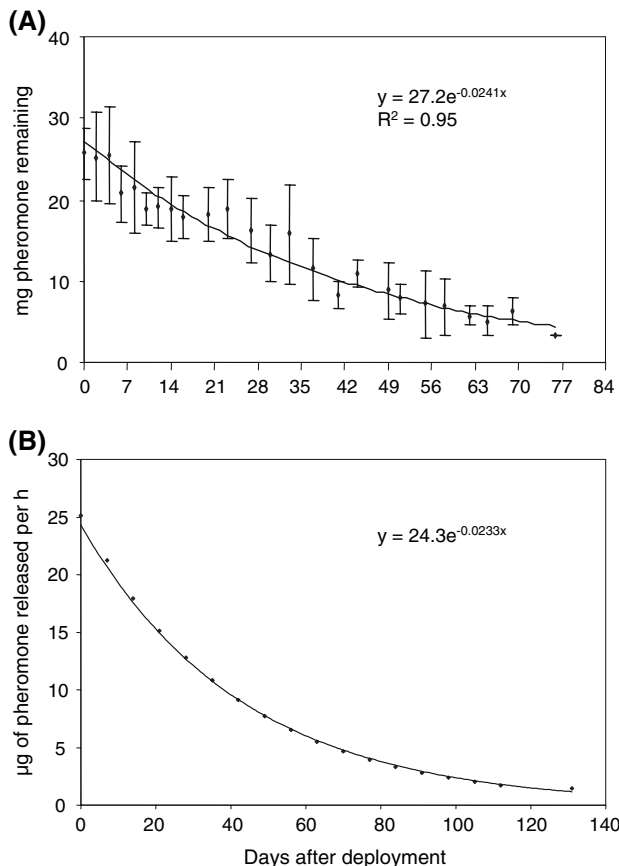 (A)
40
30
20
10
0
mg pheromone remaining
y = 27.2e^-0.0241x
R² = 0.95
0 7 14 21 28 35 42 49 56 63 69 77 84
(B)
30
25
20
15
10
5
0
µg of pheromone released per h
y = 24.3e^-0.0233x
0 20 40 60 80 100 120 140
Days after deployment